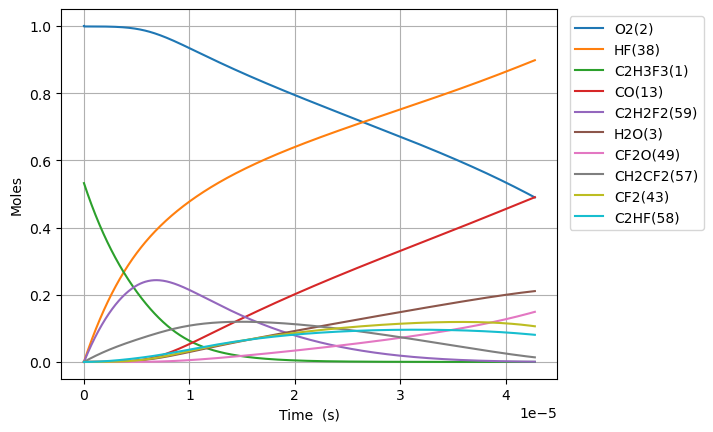 1.0
0.8
0.6
0.4
0.2
0.0
Moles
0 1 2 3 4
1e−5
Time (s)
O2(2)
HF(38)
C2H3F3(1)
CO(13)
C2H2F2(59)
H2O(3)
CF2O(49)
CH2CF2(57)
CF2(43)
C2HF(58)